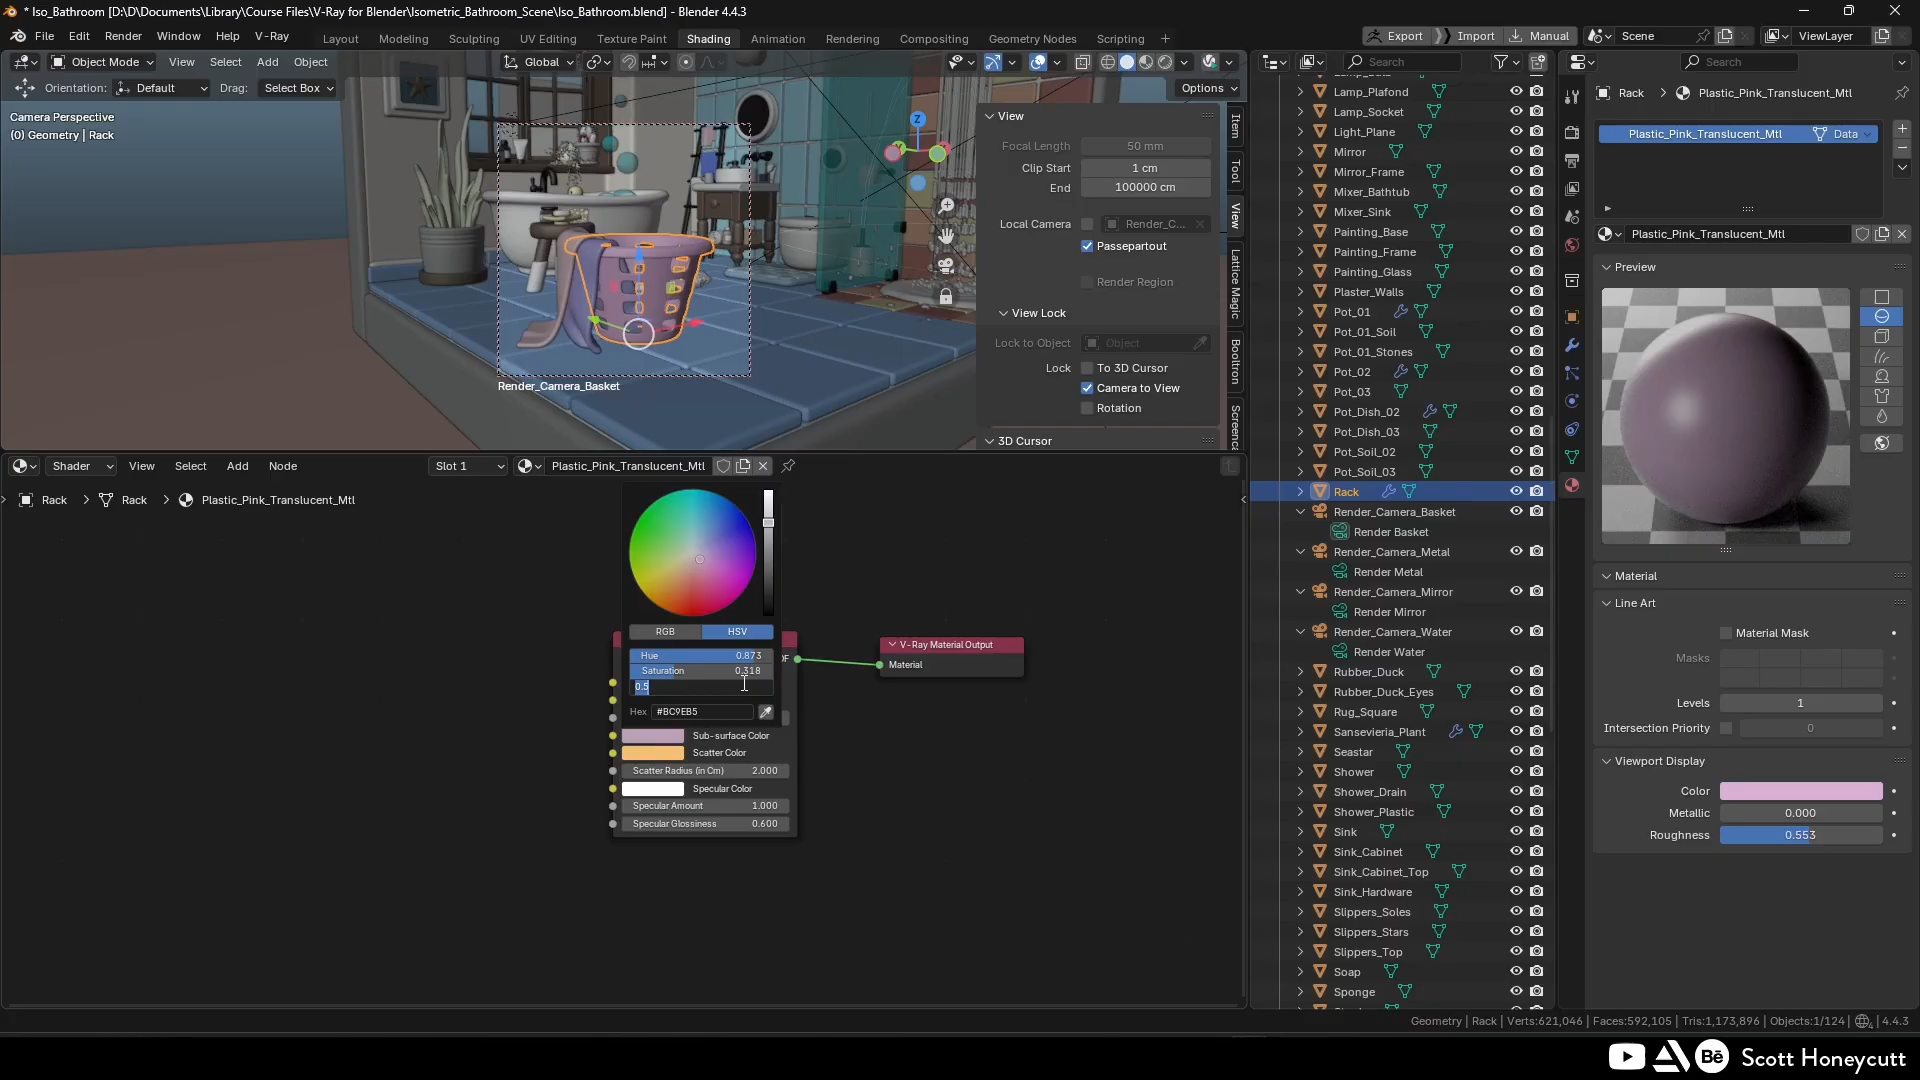 * Iso_Bathroom [D:\D\Documents\Library\Course Files\V-Ray for Blender\Isometric_Bathroom_Scene\Iso_Bathroom.blend] - Blender 4.4.3
File Edit Render Window Help V-Ray
Layout Modeling Sculpting UV Editing Texture Paint Shading Animation Rendering Compositing Geometry Nodes Scripting +
Export Import Manual Scene ViewLayer
Object Mode View Select Add Object Global
Orientation: Default Drag: Select Box Options
Camera Perspective
(0) Geometry | Rack
Z
Render_Camera_Basket
View
Focal Length 50 mm
Clip Start 1 cm
End 100000 cm
Local Camera Render_C...
Passepartout
Render Region
View Lock
Lock to Object Object
Lock To 3D Cursor
Camera to View
Rotation
3D Cursor
Item
Tool
View
Lattice Magic
Booltron
Shader View Select Add Node Slot 1 Plastic_Pink_Translucent_Mtl
Rack Rack Plastic_Pink_Translucent_Mtl
RGB HSV
Hue 0.873
Saturation 0.318
0.5
Hex #BC9EB5
Sub-surface Color
Scatter Color
Scatter Radius (in Cm) 2.000
Specular Color
Specular Amount 1.000
Specular Glossiness 0.600
V-Ray Material Output
Material
Search
Lamp_Plafond
Lamp_Socket
Light_Plane
Mirror
Mirror_Frame
Mixer_Bathtub
Mixer_Sink
Painting_Base
Painting_Frame
Painting_Glass
Plaster_Walls
Pot_01
Pot_01_Soil
Pot_01_Stones
Pot_02
Pot_03
Pot_Dish_02
Pot_Dish_03
Pot_Soil_02
Pot_Soil_03
Rack
Render_Camera_Basket
Render Basket
Render_Camera_Metal
Render Metal
Render_Camera_Mirror
Render Mirror
Render_Camera_Water
Render Water
Rubber_Duck
Rubber_Duck_Eyes
Rug_Square
Sansevieria_Plant
Seastar
Shower
Shower_Drain
Shower_Plastic
Sink
Sink_Cabinet
Sink_Cabinet_Top
Sink_Hardware
Slippers_Soles
Slippers_Stars
Slippers_Top
Soap
Sponge
Search
Rack Plastic_Pink_Translucent_Mtl
Plastic_Pink_Translucent_Mtl Data
Plastic_Pink_Translucent_Mtl
Preview
Material
Line Art
Material Mask
Masks
Levels 1
Intersection Priority 0
Viewport Display
Color
Metallic 0.000
Roughness 0.553
Geometry | Rack | Verts:621,046 | Faces:592,105 | Tris:1,173,896 | Objects:1/124 | 4.4.3
Bē Scott Honeycutt